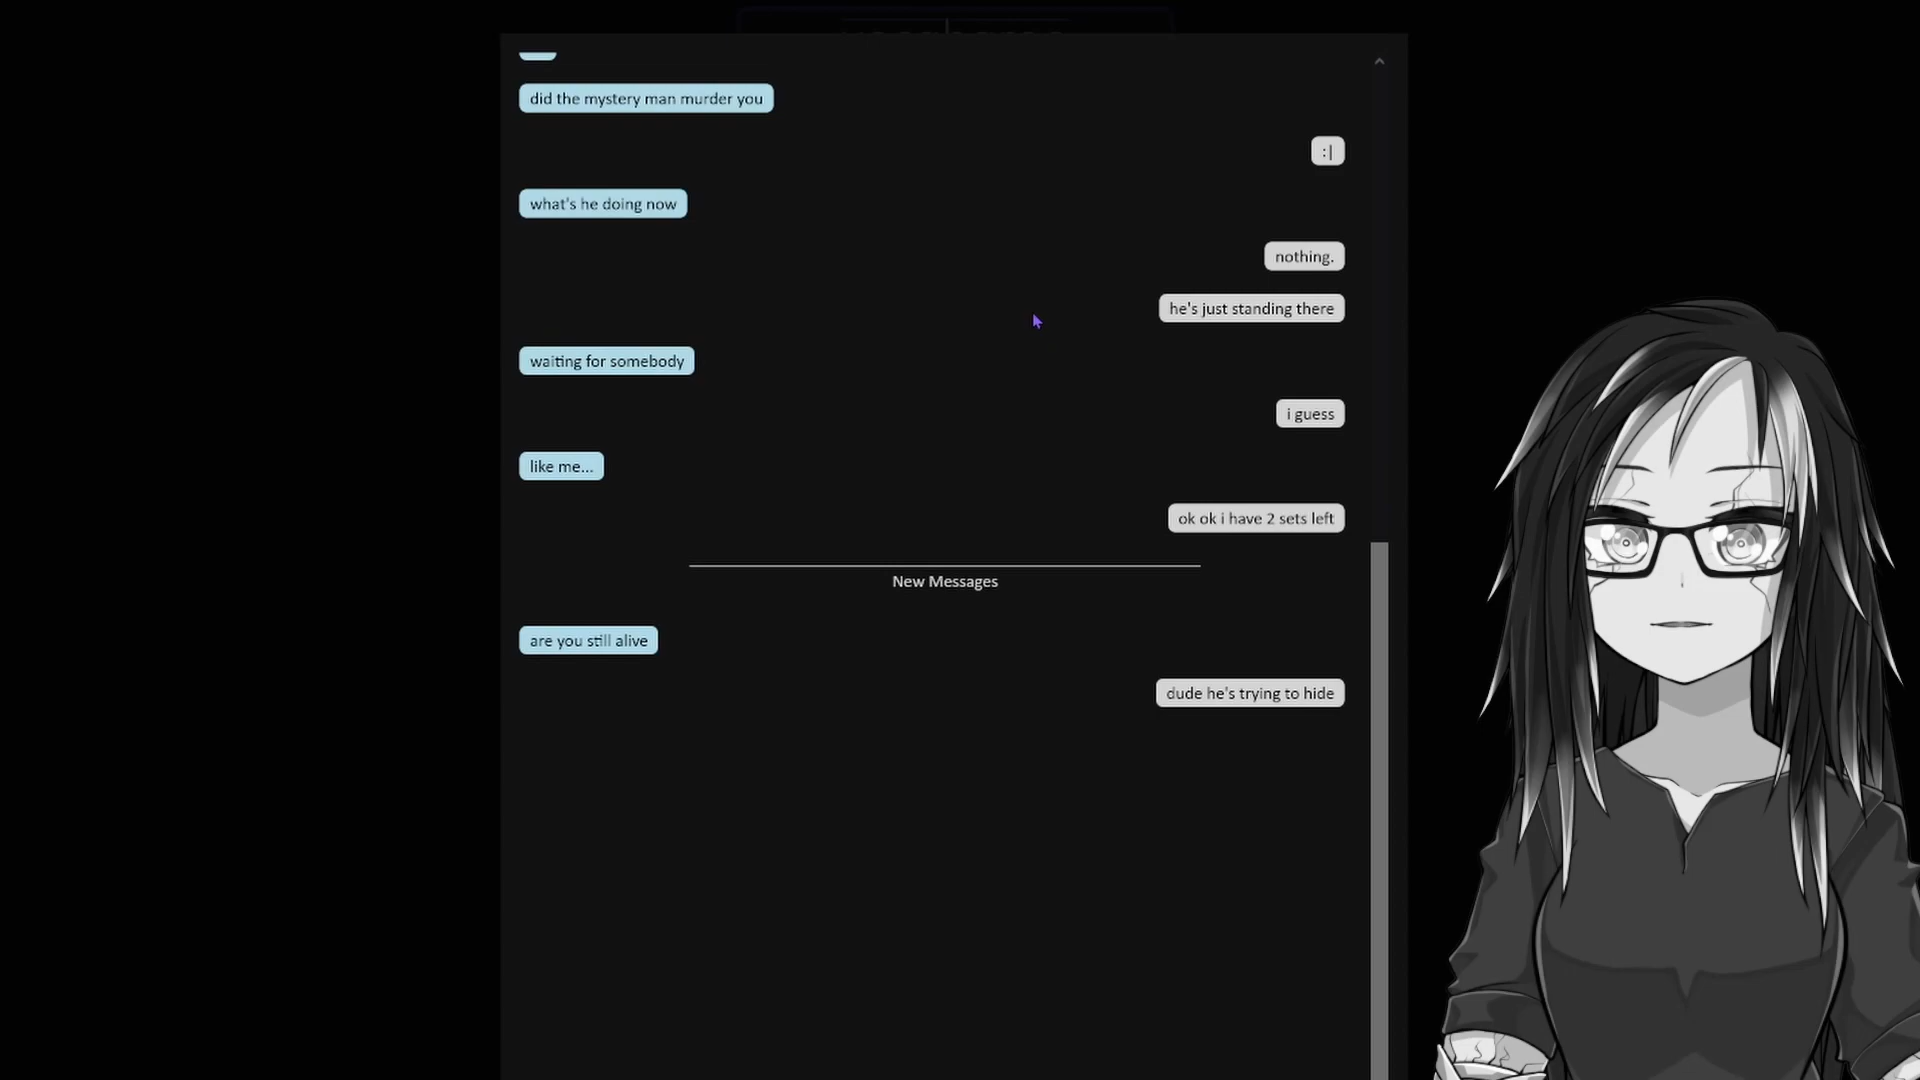 did the mystery man murder you
:|
what's he doing now
nothing.
he's just standing there
waiting for somebody
i guess
like me...
ok ok i have 2 sets left
New Messages
are you still alive
dude he's trying to hide